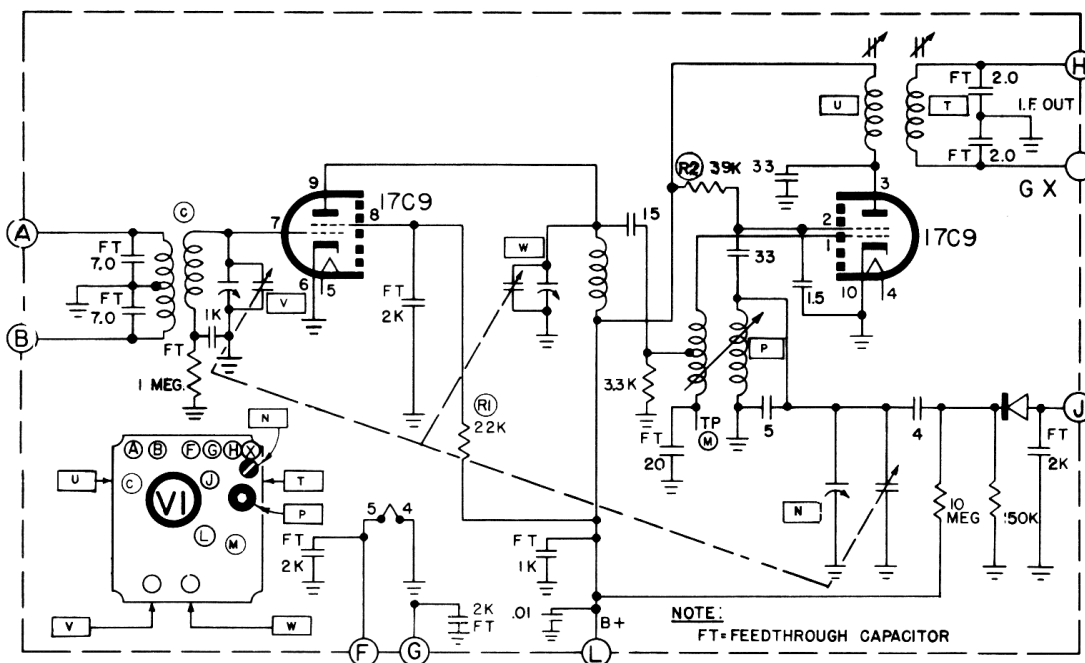 H
FT 2.0
U
T
I.F. OUT
FT 2.0
R2 39K
33
3
G X
9
17C9
8
C
7
15
2
1
17C9
A
W
33
FT
7.0
6
5
1.5
10
4
FT
7.0
V
FT
2K
1K
B
P
FT
3.3K
1 MEG.
R1
22K
TP
M
5
4
J
FT
20
FT
2K
N
N
A B F G H X
U
C
J
T
V1
P
L
M
10
MEG
150K
5 4
FT
2K
FT
1K
2K
FT
.01
B+
NOTE:
FT=FEEDTHROUGH CAPACITOR
V
W
F
G
L